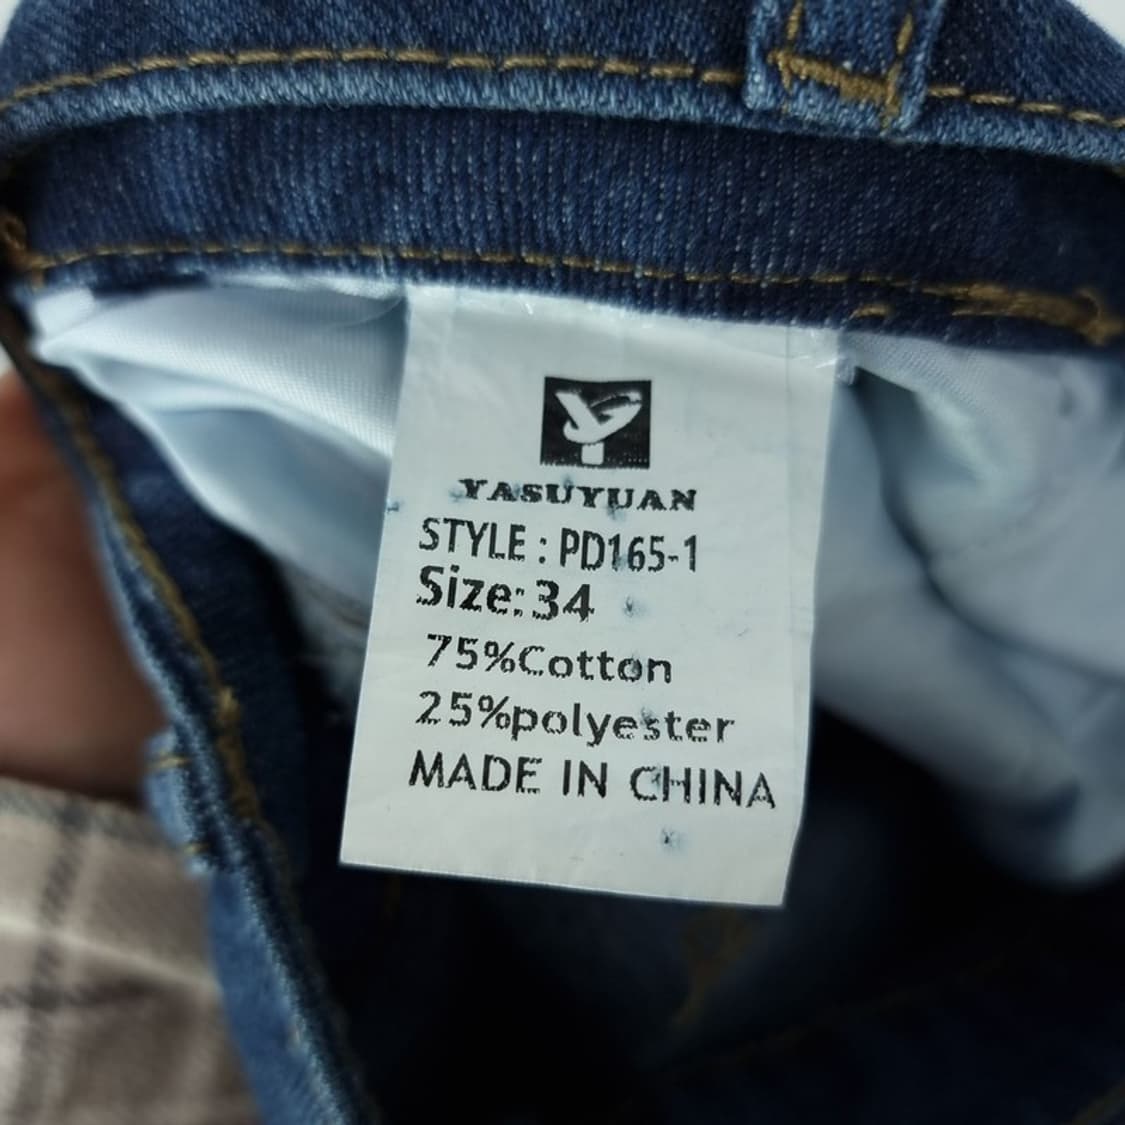 YASUYUAN
STYLE : PD165-1
Size:34
75%Cotton
25%polyester
MADE IN CHINA